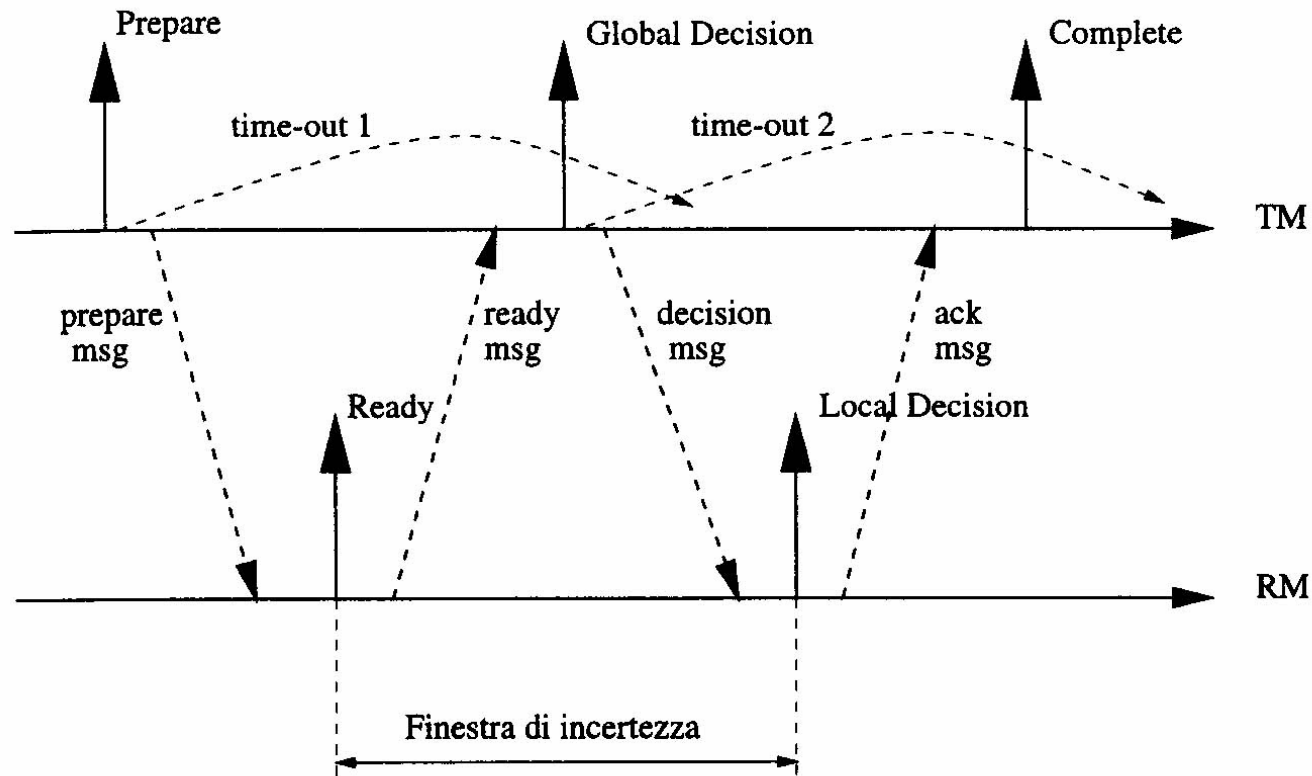 Prepare
Global Decision
Complete
time-out 1
time-out 2
TM
prepare
msg
ready
msg
decision
msg
ack
msg
Ready
Local Decision
RM
Finestra di incertezza